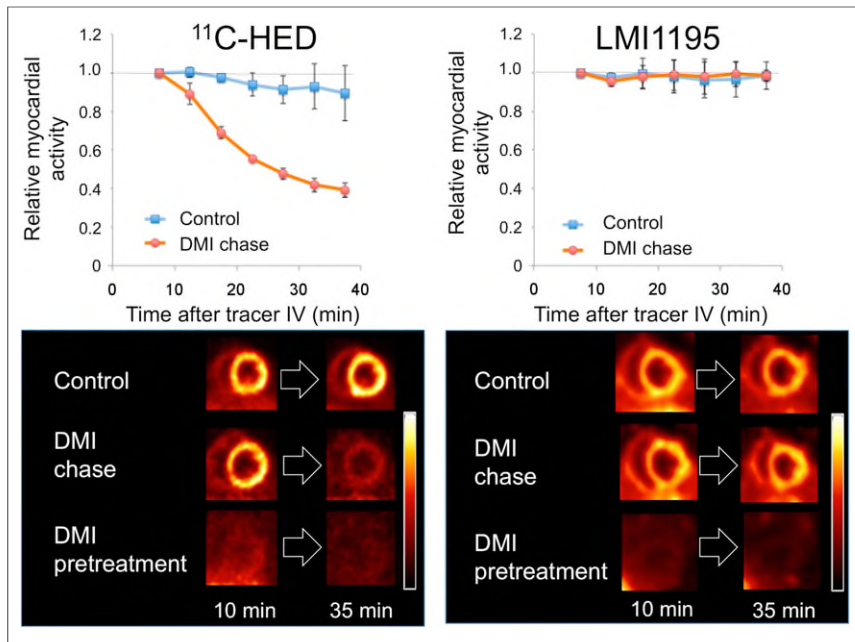 ¹¹C-HED
Relative myocardial
activity
1.2
1.0
0.8
0.6
0.4
0.2
0
Control
DMI chase
0
10
20
30
40
Time after tracer IV (min)
LMI1195
Relative myocardial
activity
1.2
1.0
0.8
0.6
0.4
0.2
0
Control
DMI chase
0
10
20
30
40
Time after tracer IV (min)
Control
DMI
chase
DMI
pretreatment
10 min
35 min
Control
DMI
chase
DMI
pretreatment
10 min
35 min